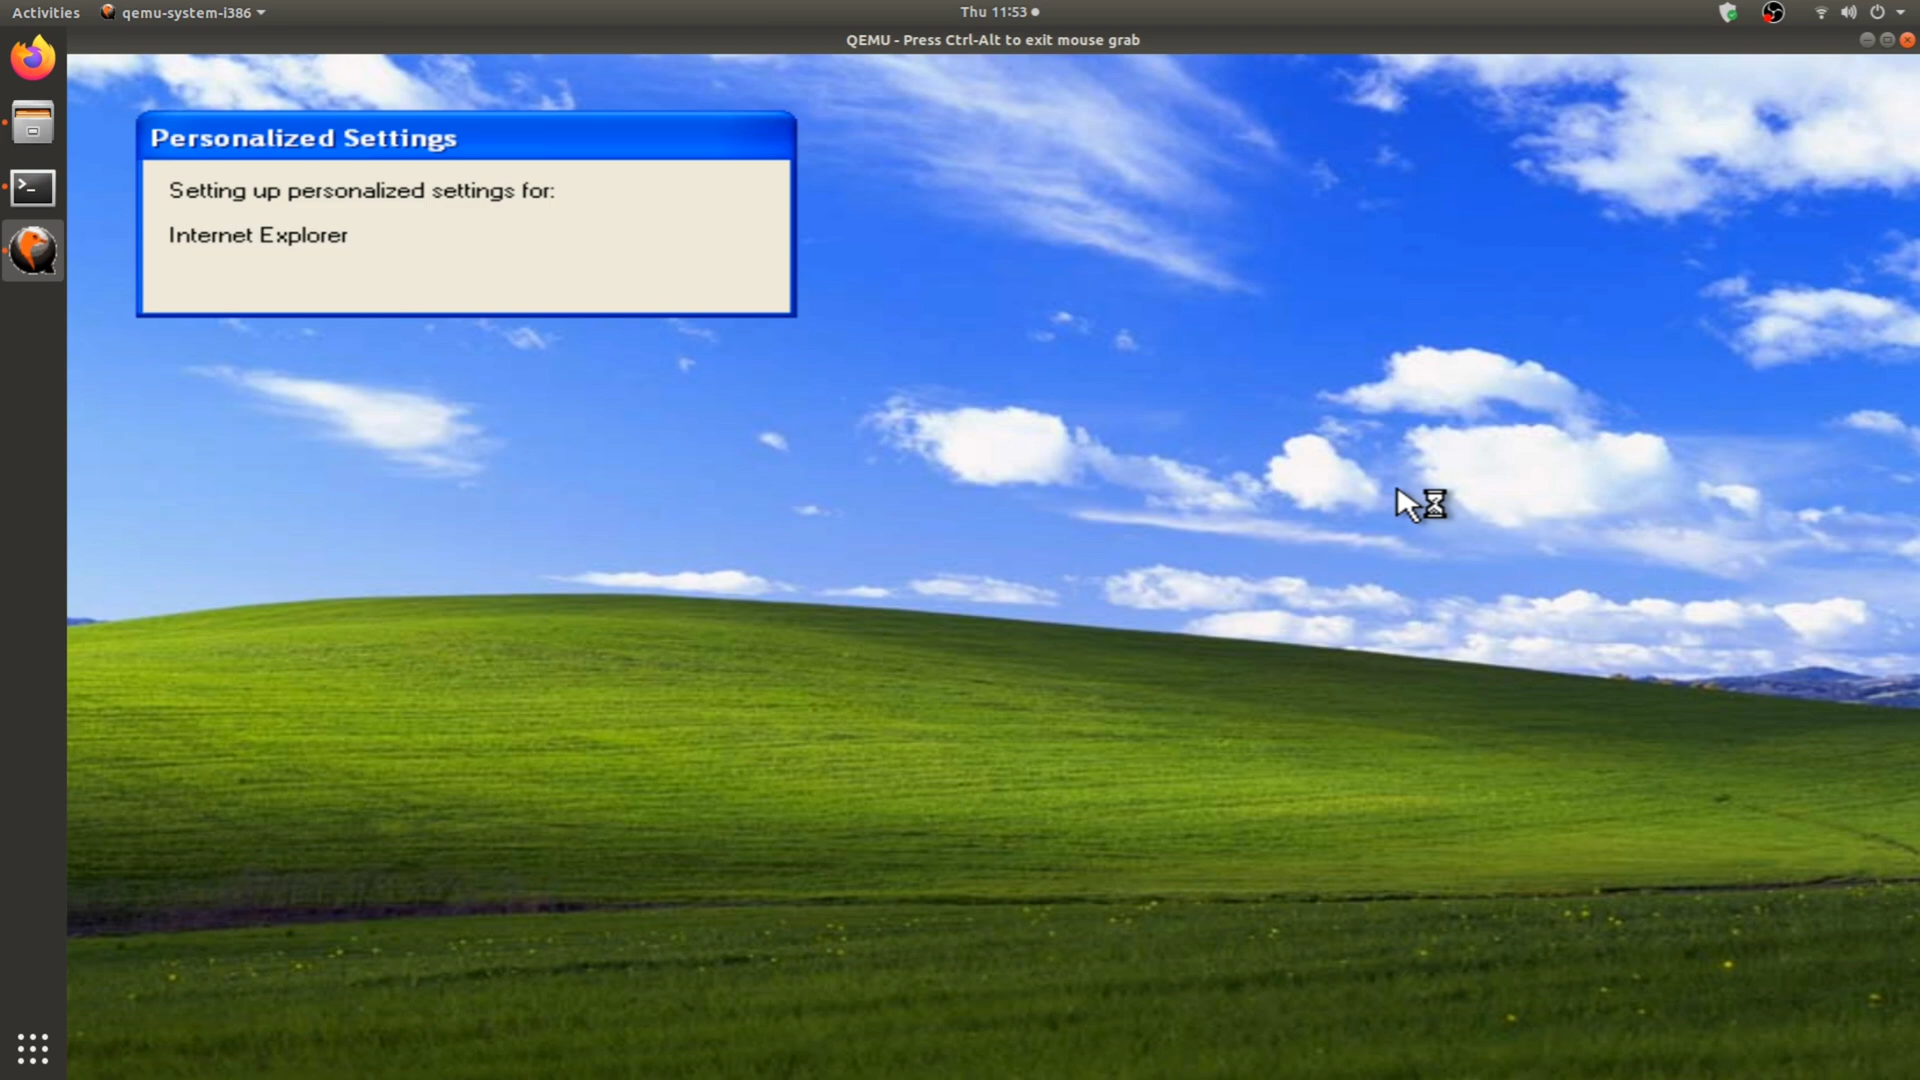 Activities
qemu-system-i386
Thu 11:53
QEMU - Press Ctrl-Alt to exit mouse grab
Personalized Settings
Setting up personalized settings for:
Internet Explorer